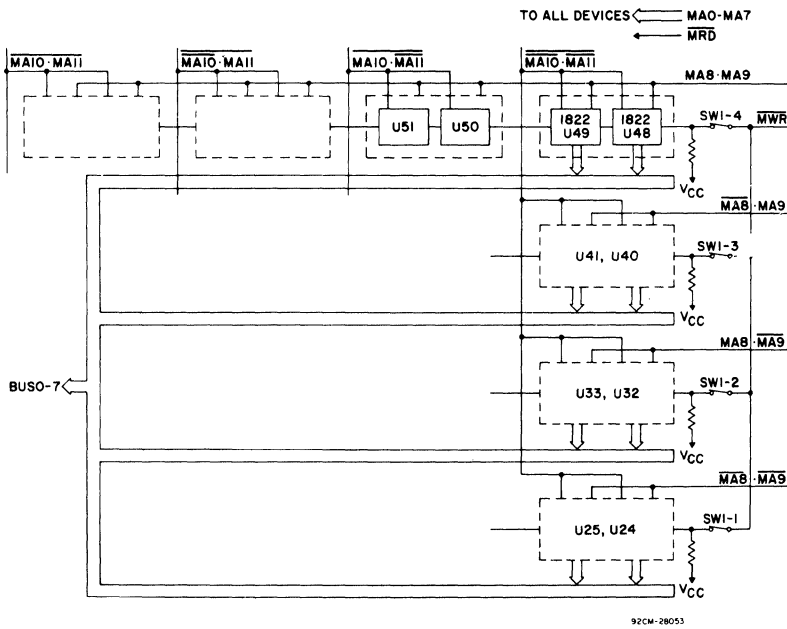 TO ALL DEVICES MA0-MA7
MRD
MA10·MA11 MA10·MA11 MA10·MA11 MA10·MA11
MA8·MA9
U51 U50 1822 U49 1822 U48 SW1-4 MWR
VCC
MA8·MA9
U41, U40 SW1-3
VCC
MA8·MA9
BUS0-7
U33, U32 SW1-2
VCC
MA8·MA9
U25, U24 SW1-1
VCC
92CM-28053